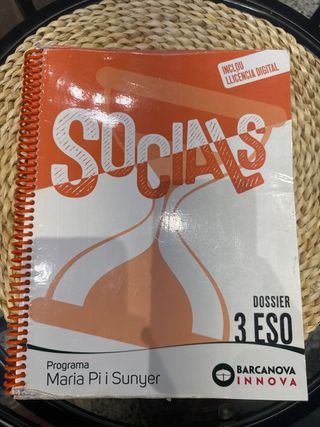 INCLOU
LLICÈNCIA DIGITAL
SOCIALS
DOSSIER
3 ESO
Programa
Maria Pi i Sunyer
BARCANOVA
INNOVA